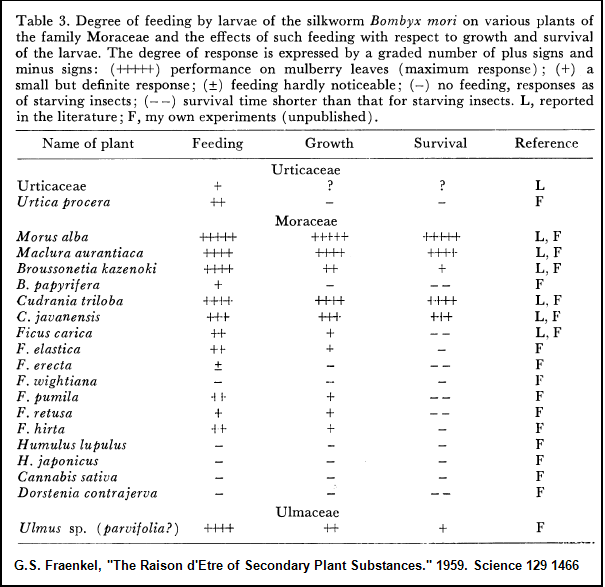 Table 3. Degree of feeding by larvae of the silkworm Bombyx mori on various plants of
the family Moraceae and the effects of such feeding with respect to growth and survival
of the larvae. The degree of response is expressed by a graded number of plus signs and
minus signs: (+++++) performance on mulberry leaves (maximum response); (+) a
small but definite response; (±) feeding hardly noticeable; (−) no feeding, responses as
of starving insects; (− −) survival time shorter than that for starving insects. L, reported
in the literature; F, my own experiments (unpublished).
Name of plant Feeding Growth Survival Reference
Urticaceae
Urticaceae + ? ? L
Urtica procera ++ − − F
Moraceae
Morus alba +++++ +++++ +++++ L, F
Maclura aurantiaca ++++ ++++ ++++ L, F
Broussonetia kazenoki ++++ ++ + L, F
B. papyrifera + − − − F
Cudrania triloba ++++ ++++ ++++ L, F
C. javanensis +++ +++ +++ L, F
Ficus carica ++ + − − L, F
F. elastica ++ + − F
F. erecta ± − − − F
F. wightiana − − − F
F. pumila ++ + − − F
F. retusa + + − − F
F. hirta ++ + − F
Humulus lupulus − − − F
H. japonicus − − − F
Cannabis sativa − − − F
Dorstenia contrajerva − − − − F
Ulmaceae
Ulmus sp. (parvifolia?) ++++ ++ + F
G.S. Fraenkel, "The Raison d'Etre of Secondary Plant Substances." 1959. Science 129 1466